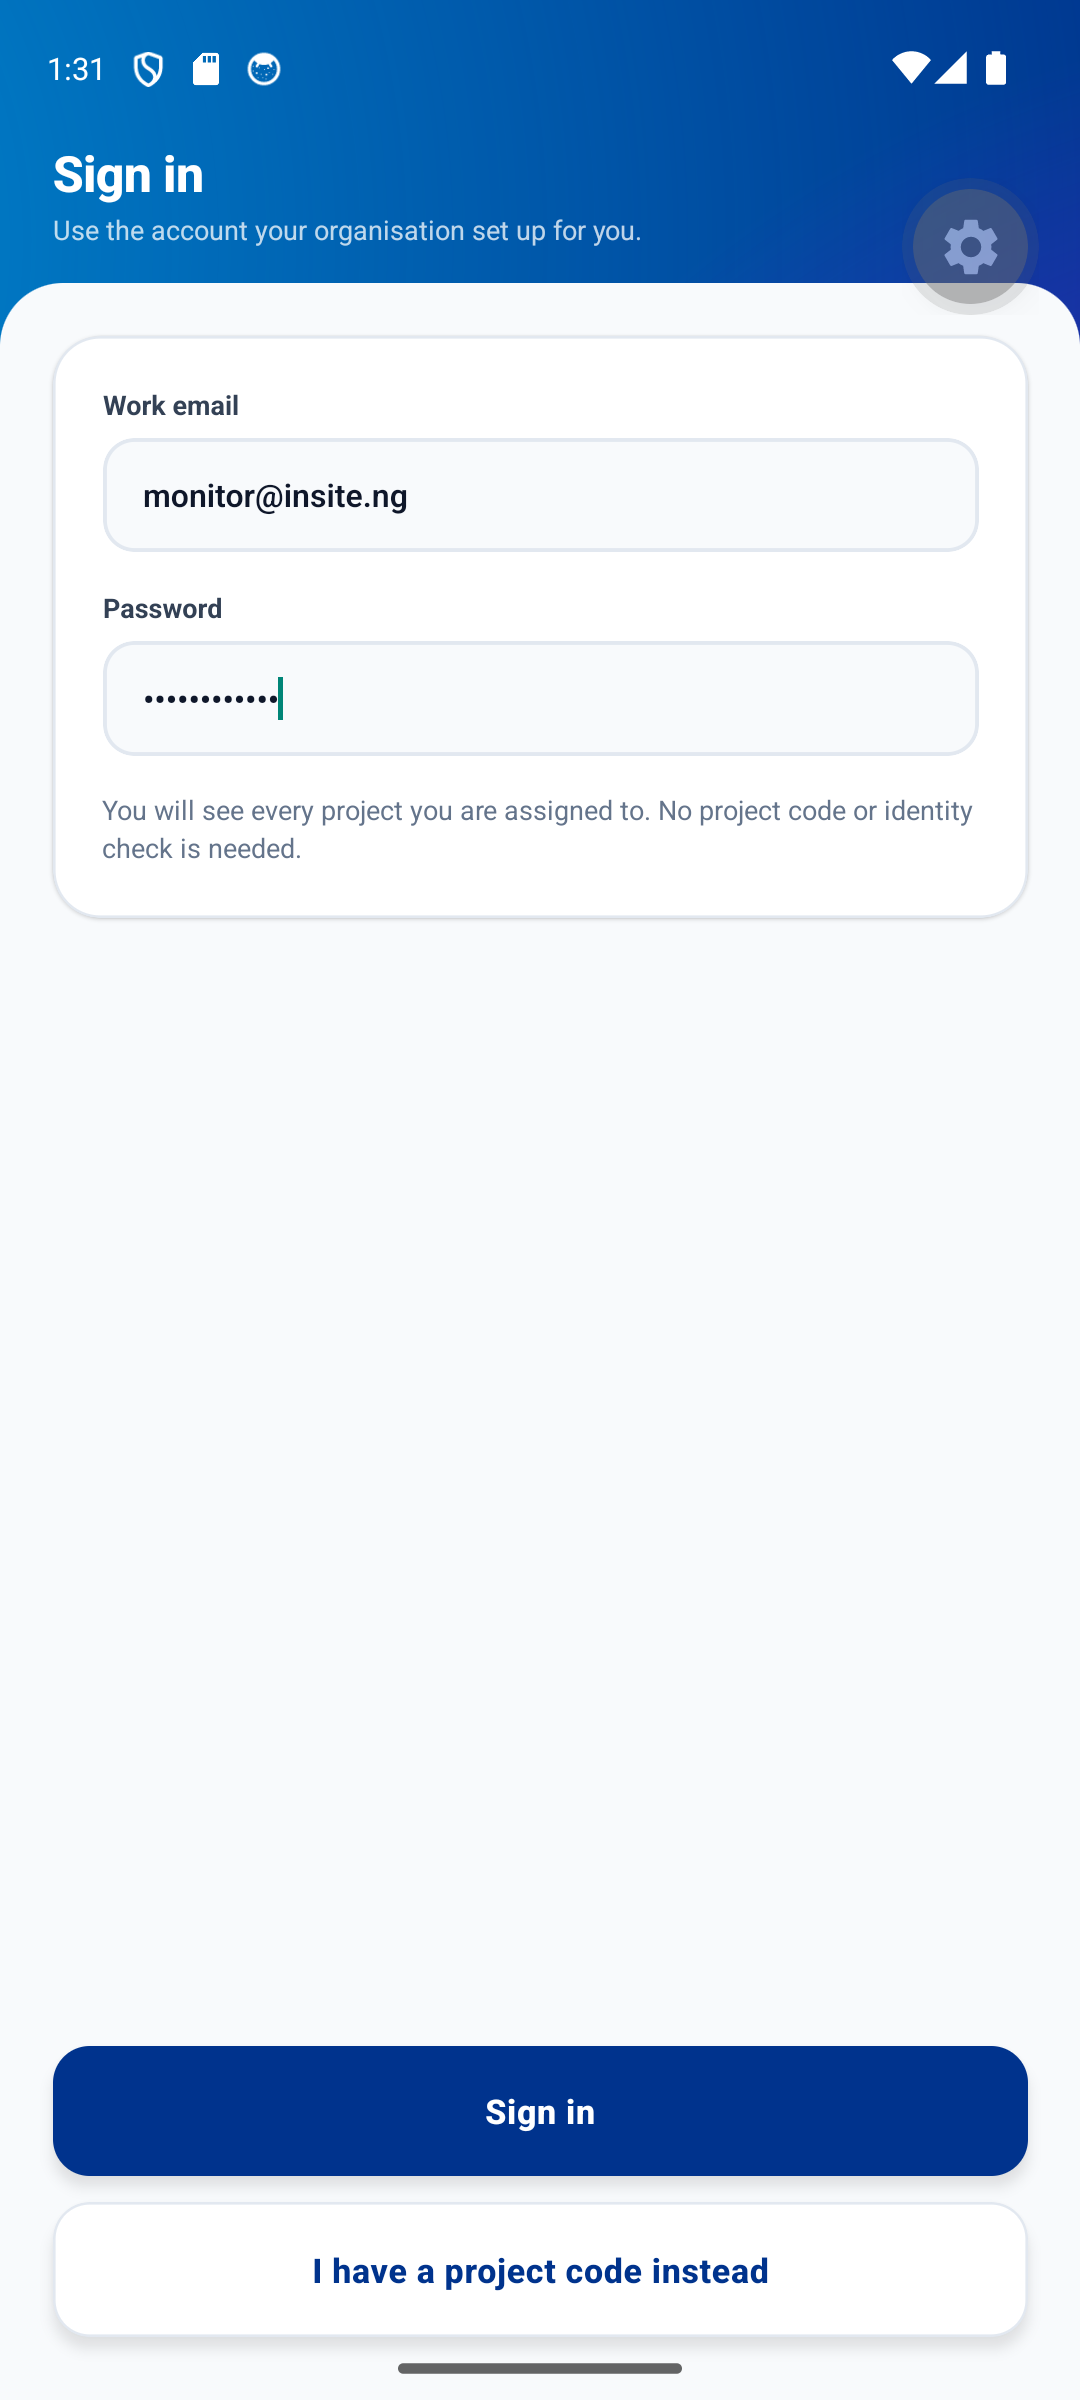 1:31
Sign in
Use the account your organisation set up for you.
Work email
monitor@insite.ng
Password
••••••••••••
You will see every project you are assigned to. No project code or identity
check is needed.
Sign in
I have a project code instead